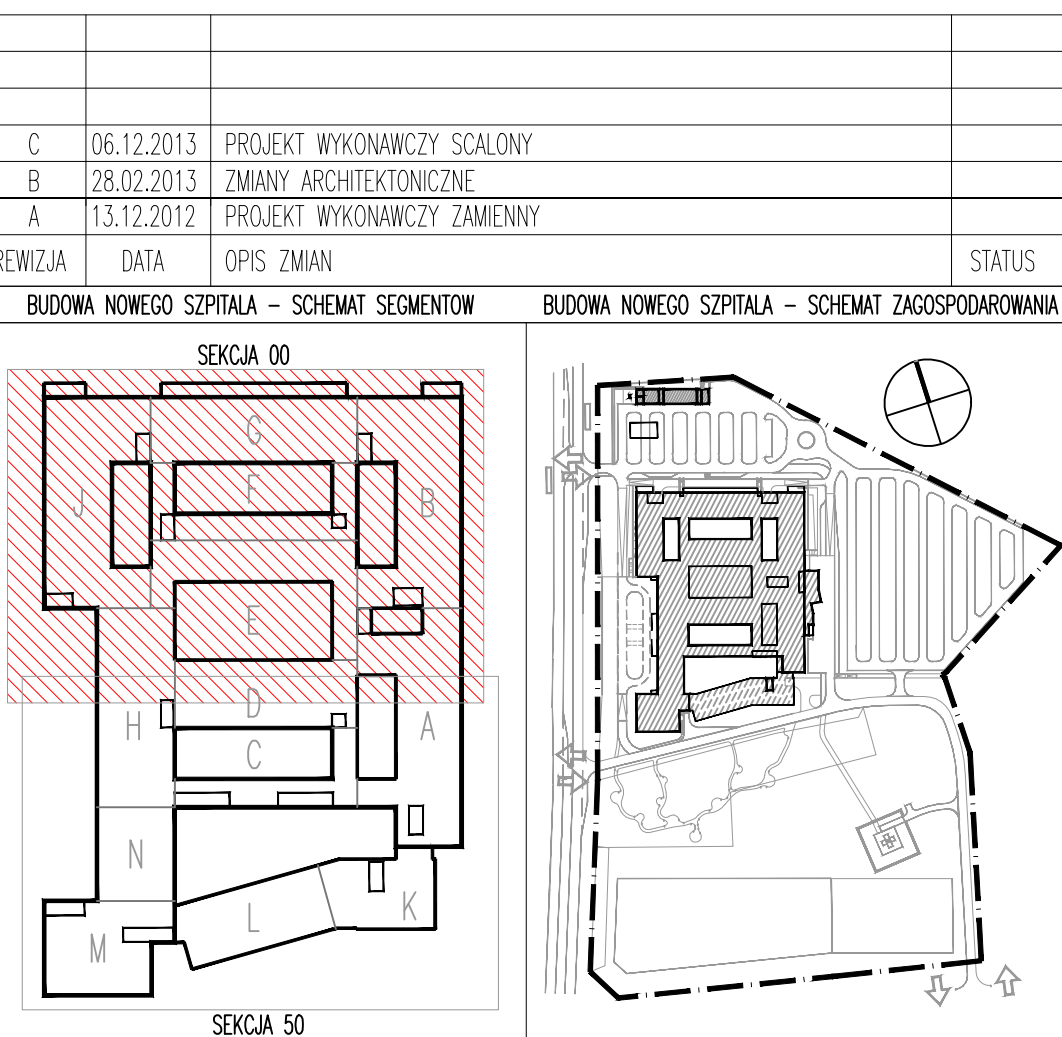 C 06.12.2013 PROJEKT WYKONAWCZY SCALONY
B 28.02.2013 ZMIANY ARCHITEKTONICZNE
A 13.12.2012 PROJEKT WYKONAWCZY ZAMIENNY
REWIZJA DATA OPIS ZMIAN STATUS
BUDOWA NOWEGO SZPITALA – SCHEMAT SEGMENTOW
BUDOWA NOWEGO SZPITALA – SCHEMAT ZAGOSPODAROWANIA
SEKCJA 00
G
J F B
E
D
H A
C
N
K
L
M
SEKCJA 50